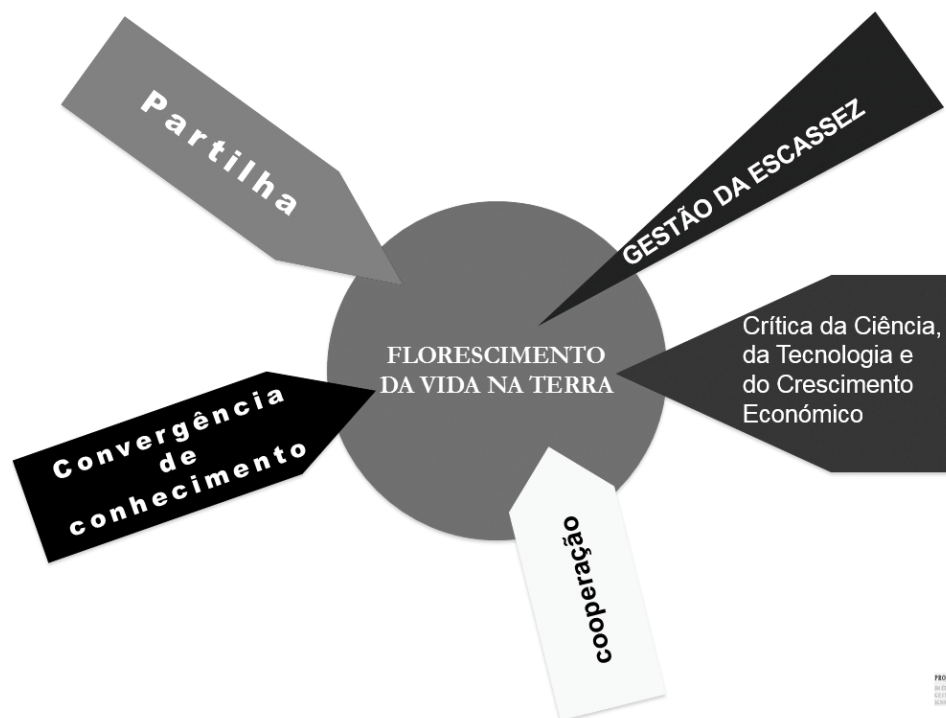 Partilha
GESTÃO DA ESCASSEZ
FLORESCIMENTO
DA VIDA NA TERRA
Crítica da Ciência,
da Tecnologia e
do Crescimento
Económico
Convergência
de
conhecimento
cooperação